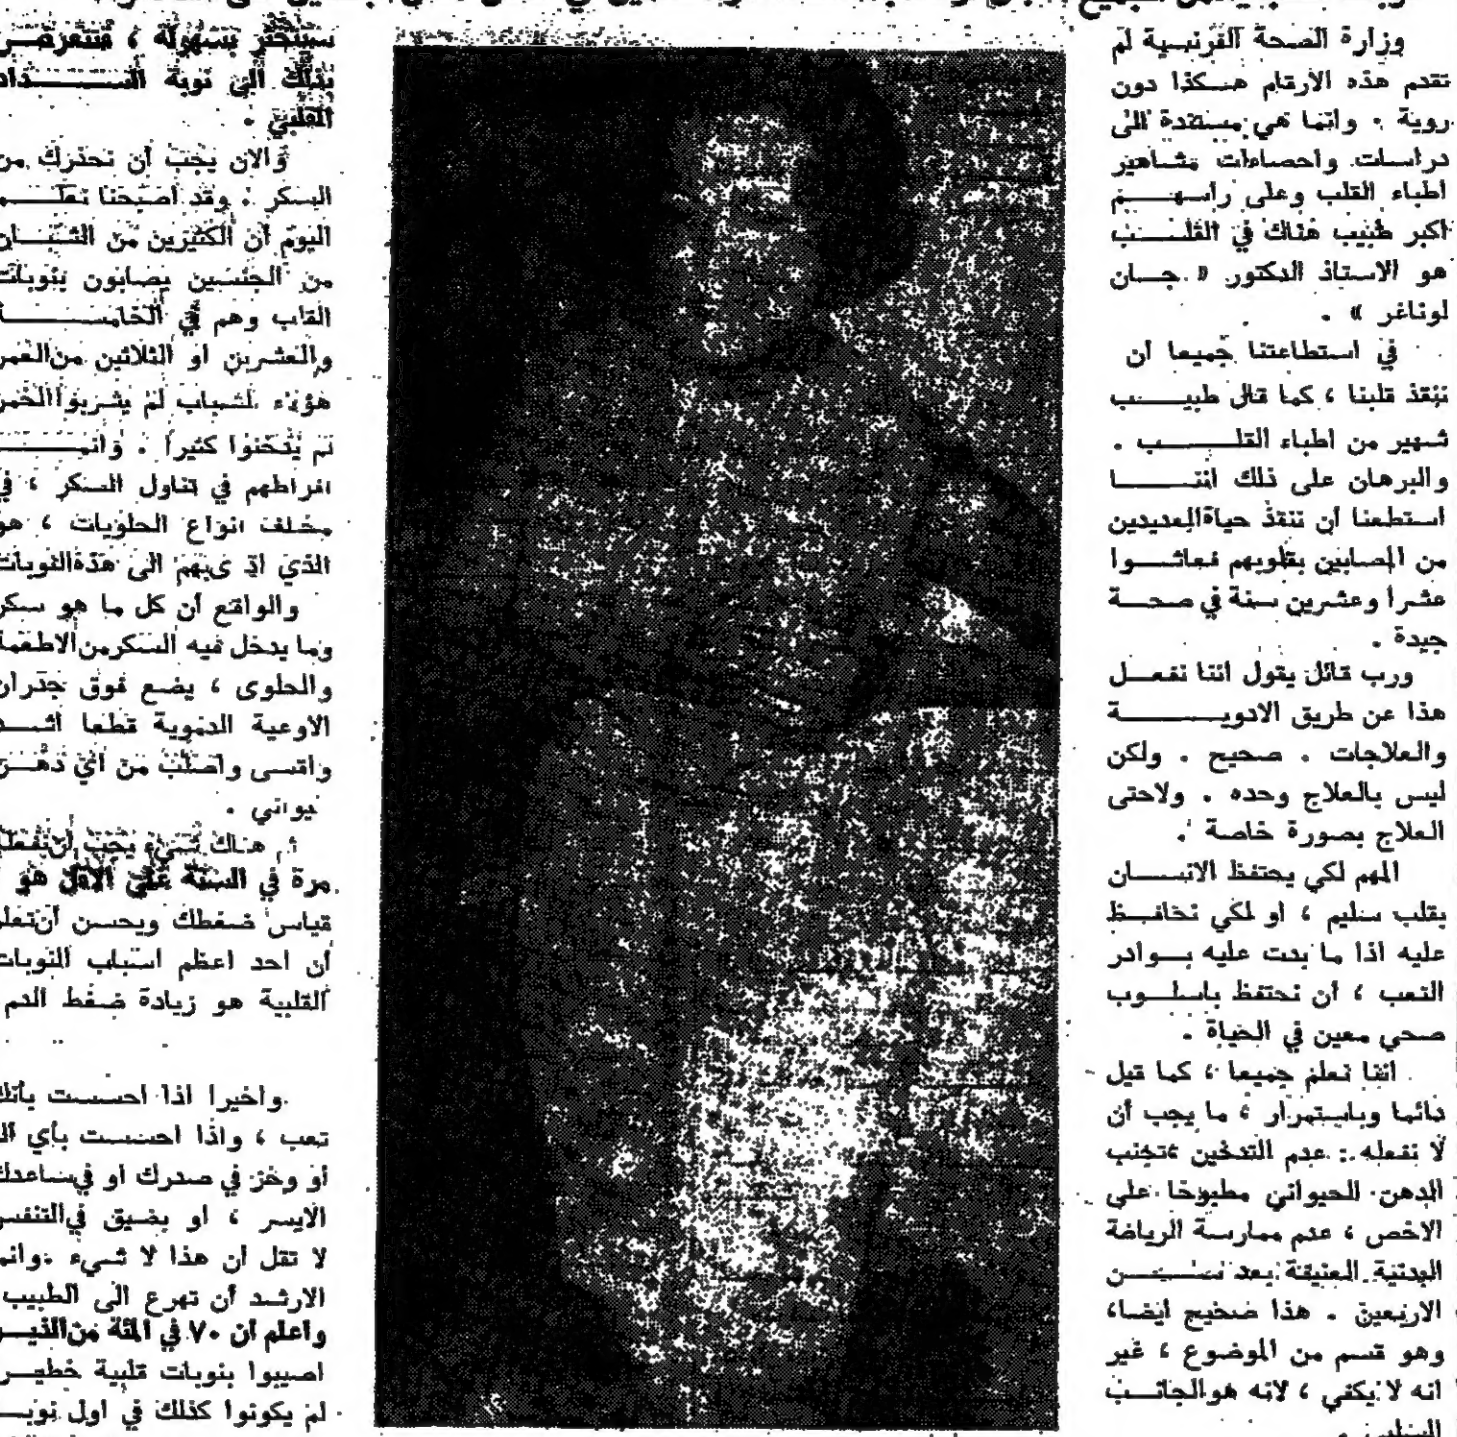 وزارة الصحة الفرنسية لم
تقدم هذه الارقام هكذا دون
روية . وانما هي مستندة الى
دراسات واحصاءات مشاهير
اطباء القلب وعلى راسهم
اكبر طبيب هناك في القلب
هو الاستاذ الدكتور « جان
لوناغر » .
في استطاعتنا جميعا ان
ننقذ قلبنا ، كما قال طبيب
شهير من اطباء القلب .
والبرهان على ذلك اننا
استطعنا ان ننقذ حياة العديدين
من المصابين بقلوبهم فعاشوا
عشرا وعشرين سنة في صحة
جيدة .
ورب قائل يقول اننا نفعل
هذا عن طريق الادوية
والعلاجات . صحيح . ولكن
ليس بالعلاج وحده . ولاحتى
العلاج بصورة خاصة .
المهم لكي يحتفظ الانسان
بقلب سليم ، او لكي نحافظ
عليه اذا ما بدت عليه بوادر
التعب ، أن نحتفظ باسلوب
صحي معين في الحياة .
اننا نعلم جميعا ، كما قيل
دائما وباستمرار ، ما يجب أن
لا نفعله : عدم التدخين ،تجنب
الدهن الحيواني مطبوخا على
الاخص ، عدم ممارسة الرياضة
البدنية العنيفة بعد سن
الاربعين . هذا صحيح ايضا،
وهو قسم من الموضوع ، غير
انه لا يكفي ، لانه هو الجانب
السلبي .
بسهولة ، فتتعرض
بذلك الى نوبة السداد
القلبي .
والان يجب أن نحذرك من
السكر . وقد اصبحنا نعلم
اليوم أن الكثيرين من الشبان
من الجنسين يصابون بنوبات
القلب وهم في الخامسة
والعشرين او الثلاثين من العمر
هؤلاء الشباب لم يشربوا الخمر
لم يدخنوا كثيرا . وانما
افراطهم في تناول السكر ، في
مختلف انواع الحلويات ، هو
الذي ادى بهم الى هذه النوبات
والواقع أن كل ما هو سكر
وما يدخل فيه السكر من الاطعمة
والحلوى ، يضع فوق جدران
الاوعية الدموية قطعا اشد
واقسى واصلب من اي دهن
حيواني .
ثم هناك شيء يجب ان تفعله
مرة في السنة على الاقل هو
قياس ضغطك ويحسن أن تعلم
أن احد اعظم اسباب النوبات
القلبية هو زيادة ضغط الدم
واخيرا اذا احسست بأنك
تعب ، واذا احسست بأي الم
أو وخز في صدرك او في ساعدك
الايسر ، او بضيق في التنفس
لا تقل ان هذا لا شيء . وانما
الارشد أن تهرع الى الطبيب
واعلم ان ٧٠ في المئة من الذين
اصيبوا بنوبات قلبية خطيرة
لم يكونوا كذلك في اول نوبة